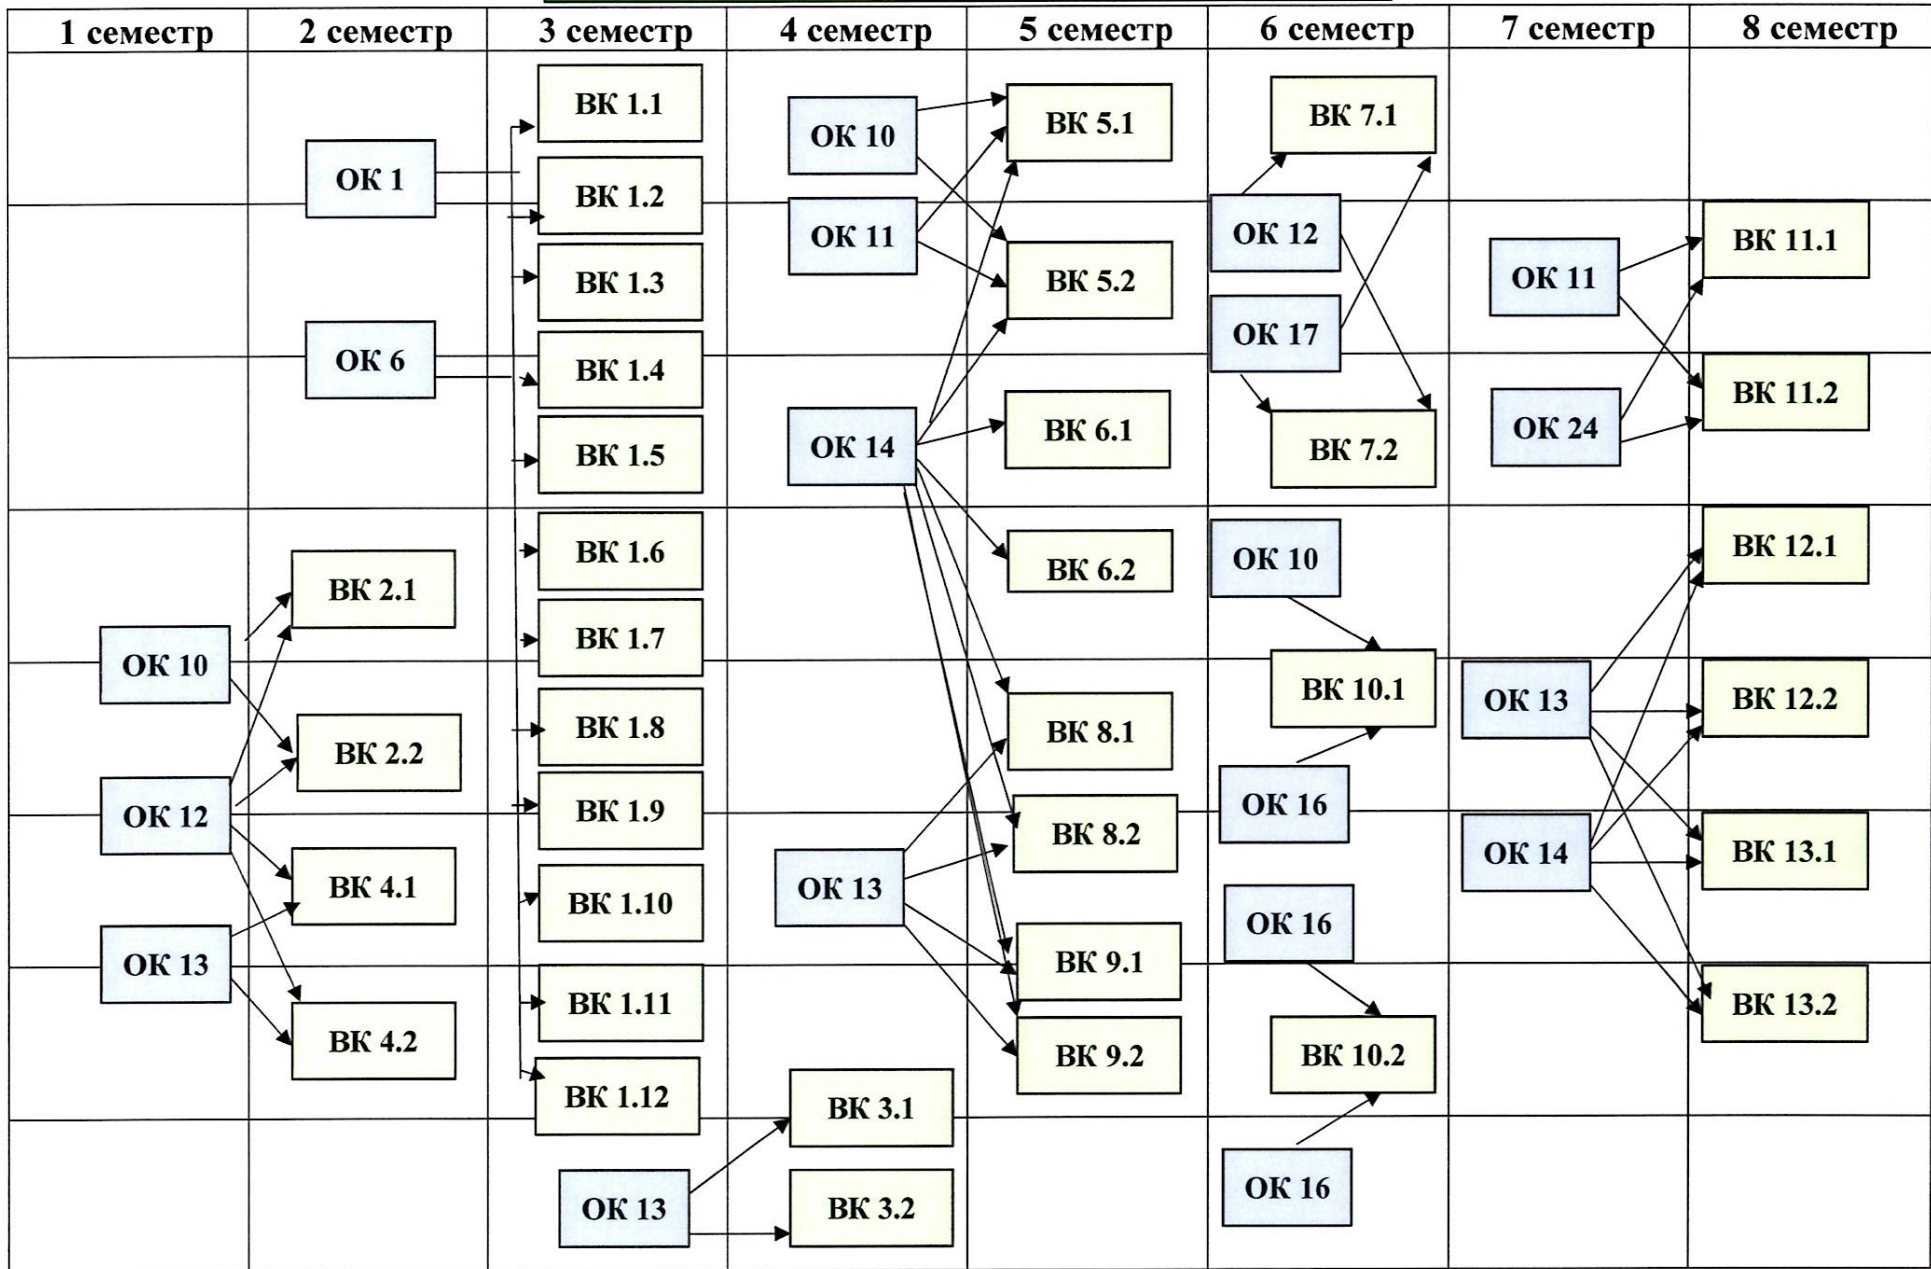 1 семестр
2 семестр
3 семестр
4 семестр
5 семестр
6 семестр
7 семестр
8 семестр
ОК 10
ОК 12
ОК 13
ОК 1
ОК 6
ВК 2.1
ВК 2.2
ВК 4.1
ВК 4.2
ВК 1.1
ВК 1.2
ВК 1.3
ВК 1.4
ВК 1.5
ВК 1.6
ВК 1.7
ВК 1.8
ВК 1.9
ВК 1.10
ВК 1.11
ВК 1.12
ОК 13
ОК 10
ОК 11
ОК 14
ОК 13
ВК 3.1
ВК 3.2
ВК 5.1
ВК 5.2
ВК 6.1
ВК 6.2
ВК 8.1
ВК 8.2
ВК 9.1
ВК 9.2
ВК 7.1
ОК 12
ОК 17
ВК 7.2
ОК 10
ВК 10.1
ОК 16
ОК 16
ВК 10.2
ОК 16
ОК 11
ОК 24
ОК 13
ОК 14
ВК 11.1
ВК 11.2
ВК 12.1
ВК 12.2
ВК 13.1
ВК 13.2